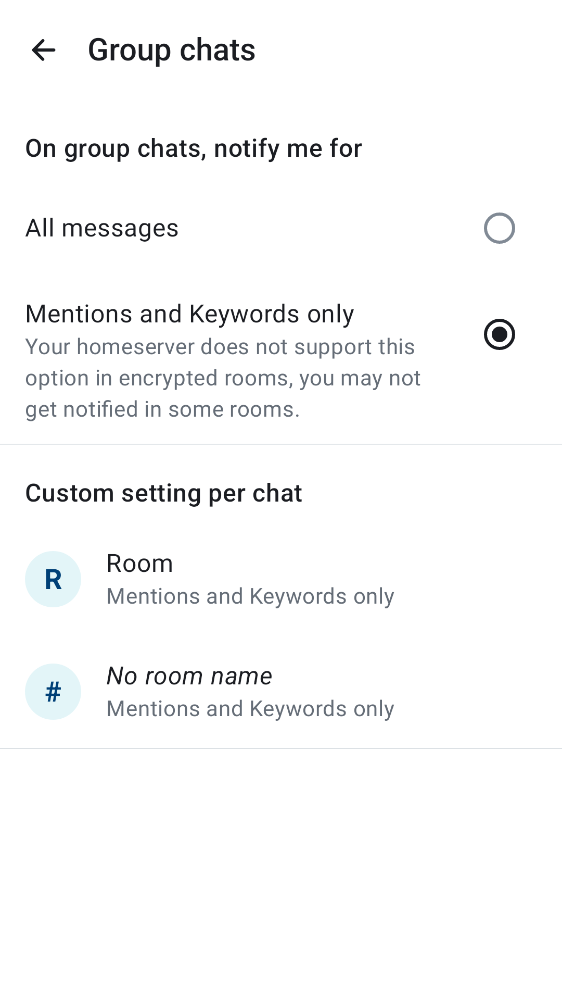 Group chats
On group chats, notify me for
All messages
Mentions and Keywords only
Your homeserver does not support this
option in encrypted rooms, you may not
get notified in some rooms.
Custom setting per chat
R
Room
Mentions and Keywords only
#
No room name
Mentions and Keywords only